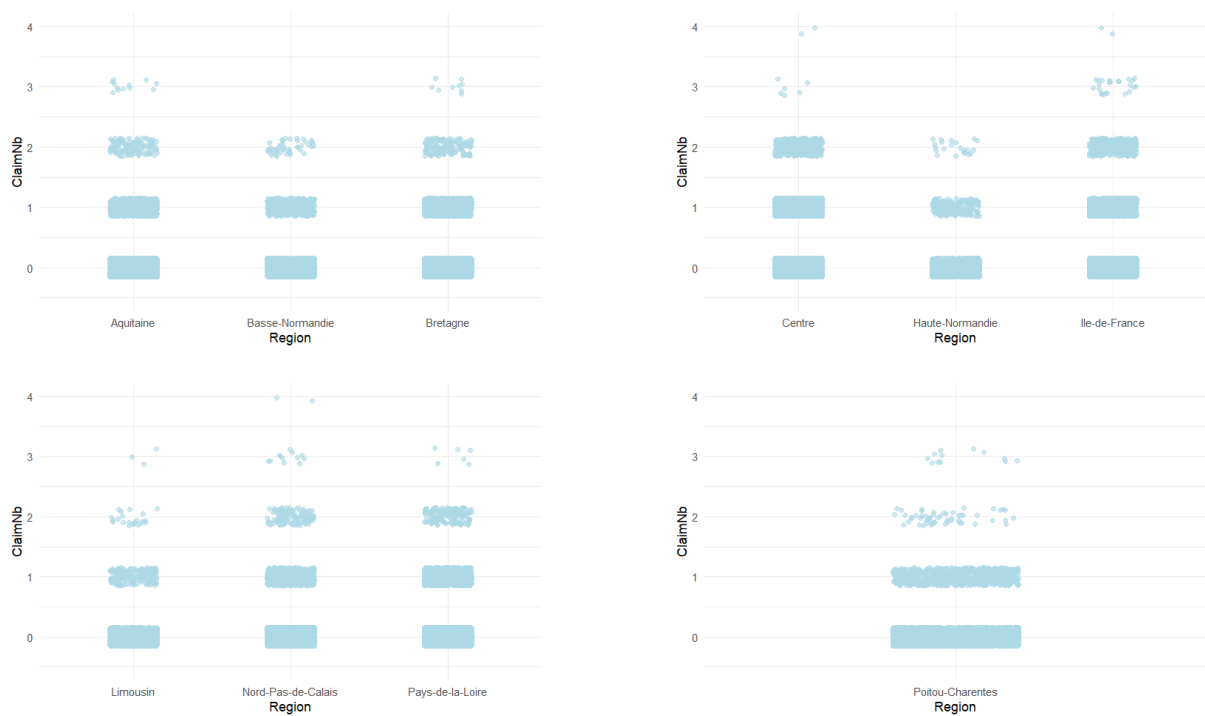 4
3
2
1
0
ClaimNb
Aquitaine Basse-Normandie Bretagne
Region
4
3
2
1
0
ClaimNb
Centre Haute-Normandie Ile-de-France
Region
4
3
2
1
0
ClaimNb
Limousin Nord-Pas-de-Calais Pays-de-la-Loire
Region
4
3
2
1
0
ClaimNb
Poitou-Charentes
Region